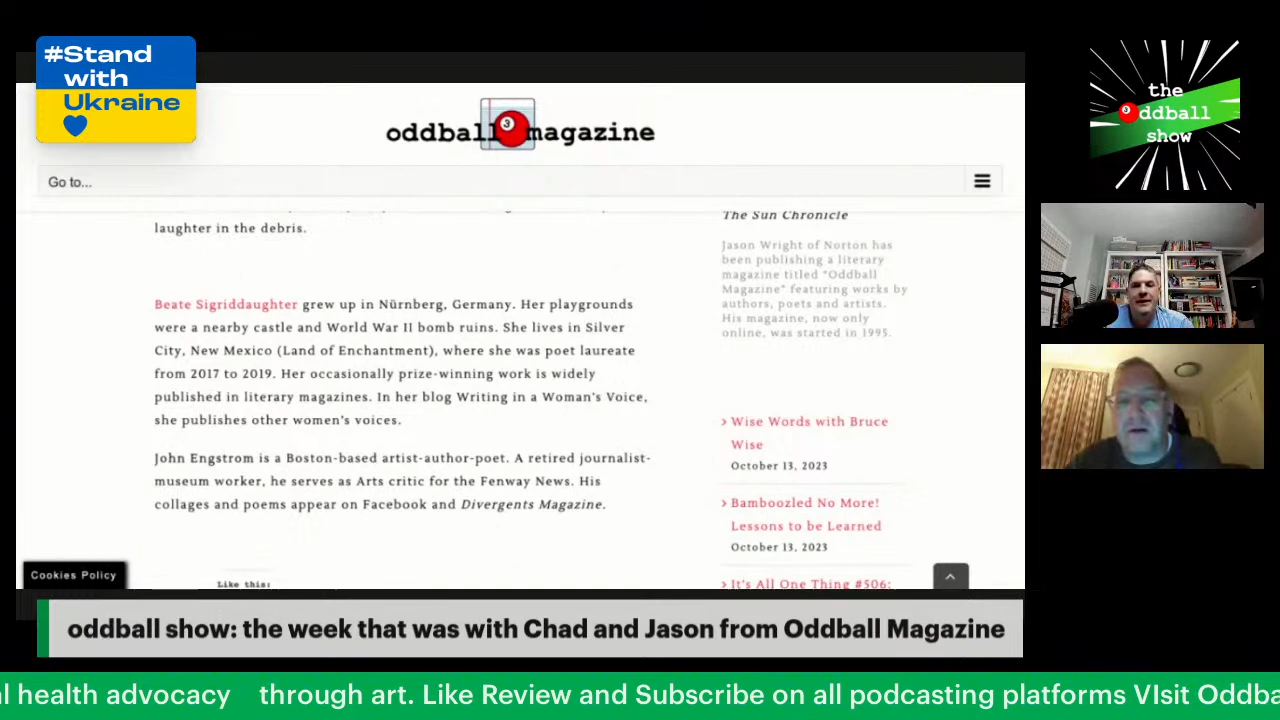 #Stand
with
Ukraine
oddball magazine
3
Go to...
laughter in the debris.
Beate Sigriddaughter grew up in Nürnberg, Germany. Her playgrounds
were a nearby castle and World War II bomb ruins. She lives in Silver
City, New Mexico (Land of Enchantment), where she was poet laureate
from 2017 to 2019. Her occasionally prize-winning work is widely
published in literary magazines. In her blog Writing in a Woman's Voice,
she publishes other women's voices.
John Engstrom is a Boston-based artist-author-poet. A retired journalist-
museum worker, he serves as Arts critic for the Fenway News. His
collages and poems appear on Facebook and Divergents Magazine.
Like this:
Cookies Policy
The Sun Chronicle
Jason Wright of Norton has
been publishing a literary
magazine titled "Oddball
Magazine" featuring works by
authors, poets and artists.
His magazine, now only
online, was started in 1995.
Wise Words with Bruce
Wise
October 13, 2023
Bamboozled No More!
Lessons to be Learned
October 13, 2023
It's All One Thing #506:
the
3
ddball
show
oddball show: the week that was with Chad and Jason from Oddball Magazine
al health advocacy through art. Like Review and Subscribe on all podcasting platforms VIsit Oddba